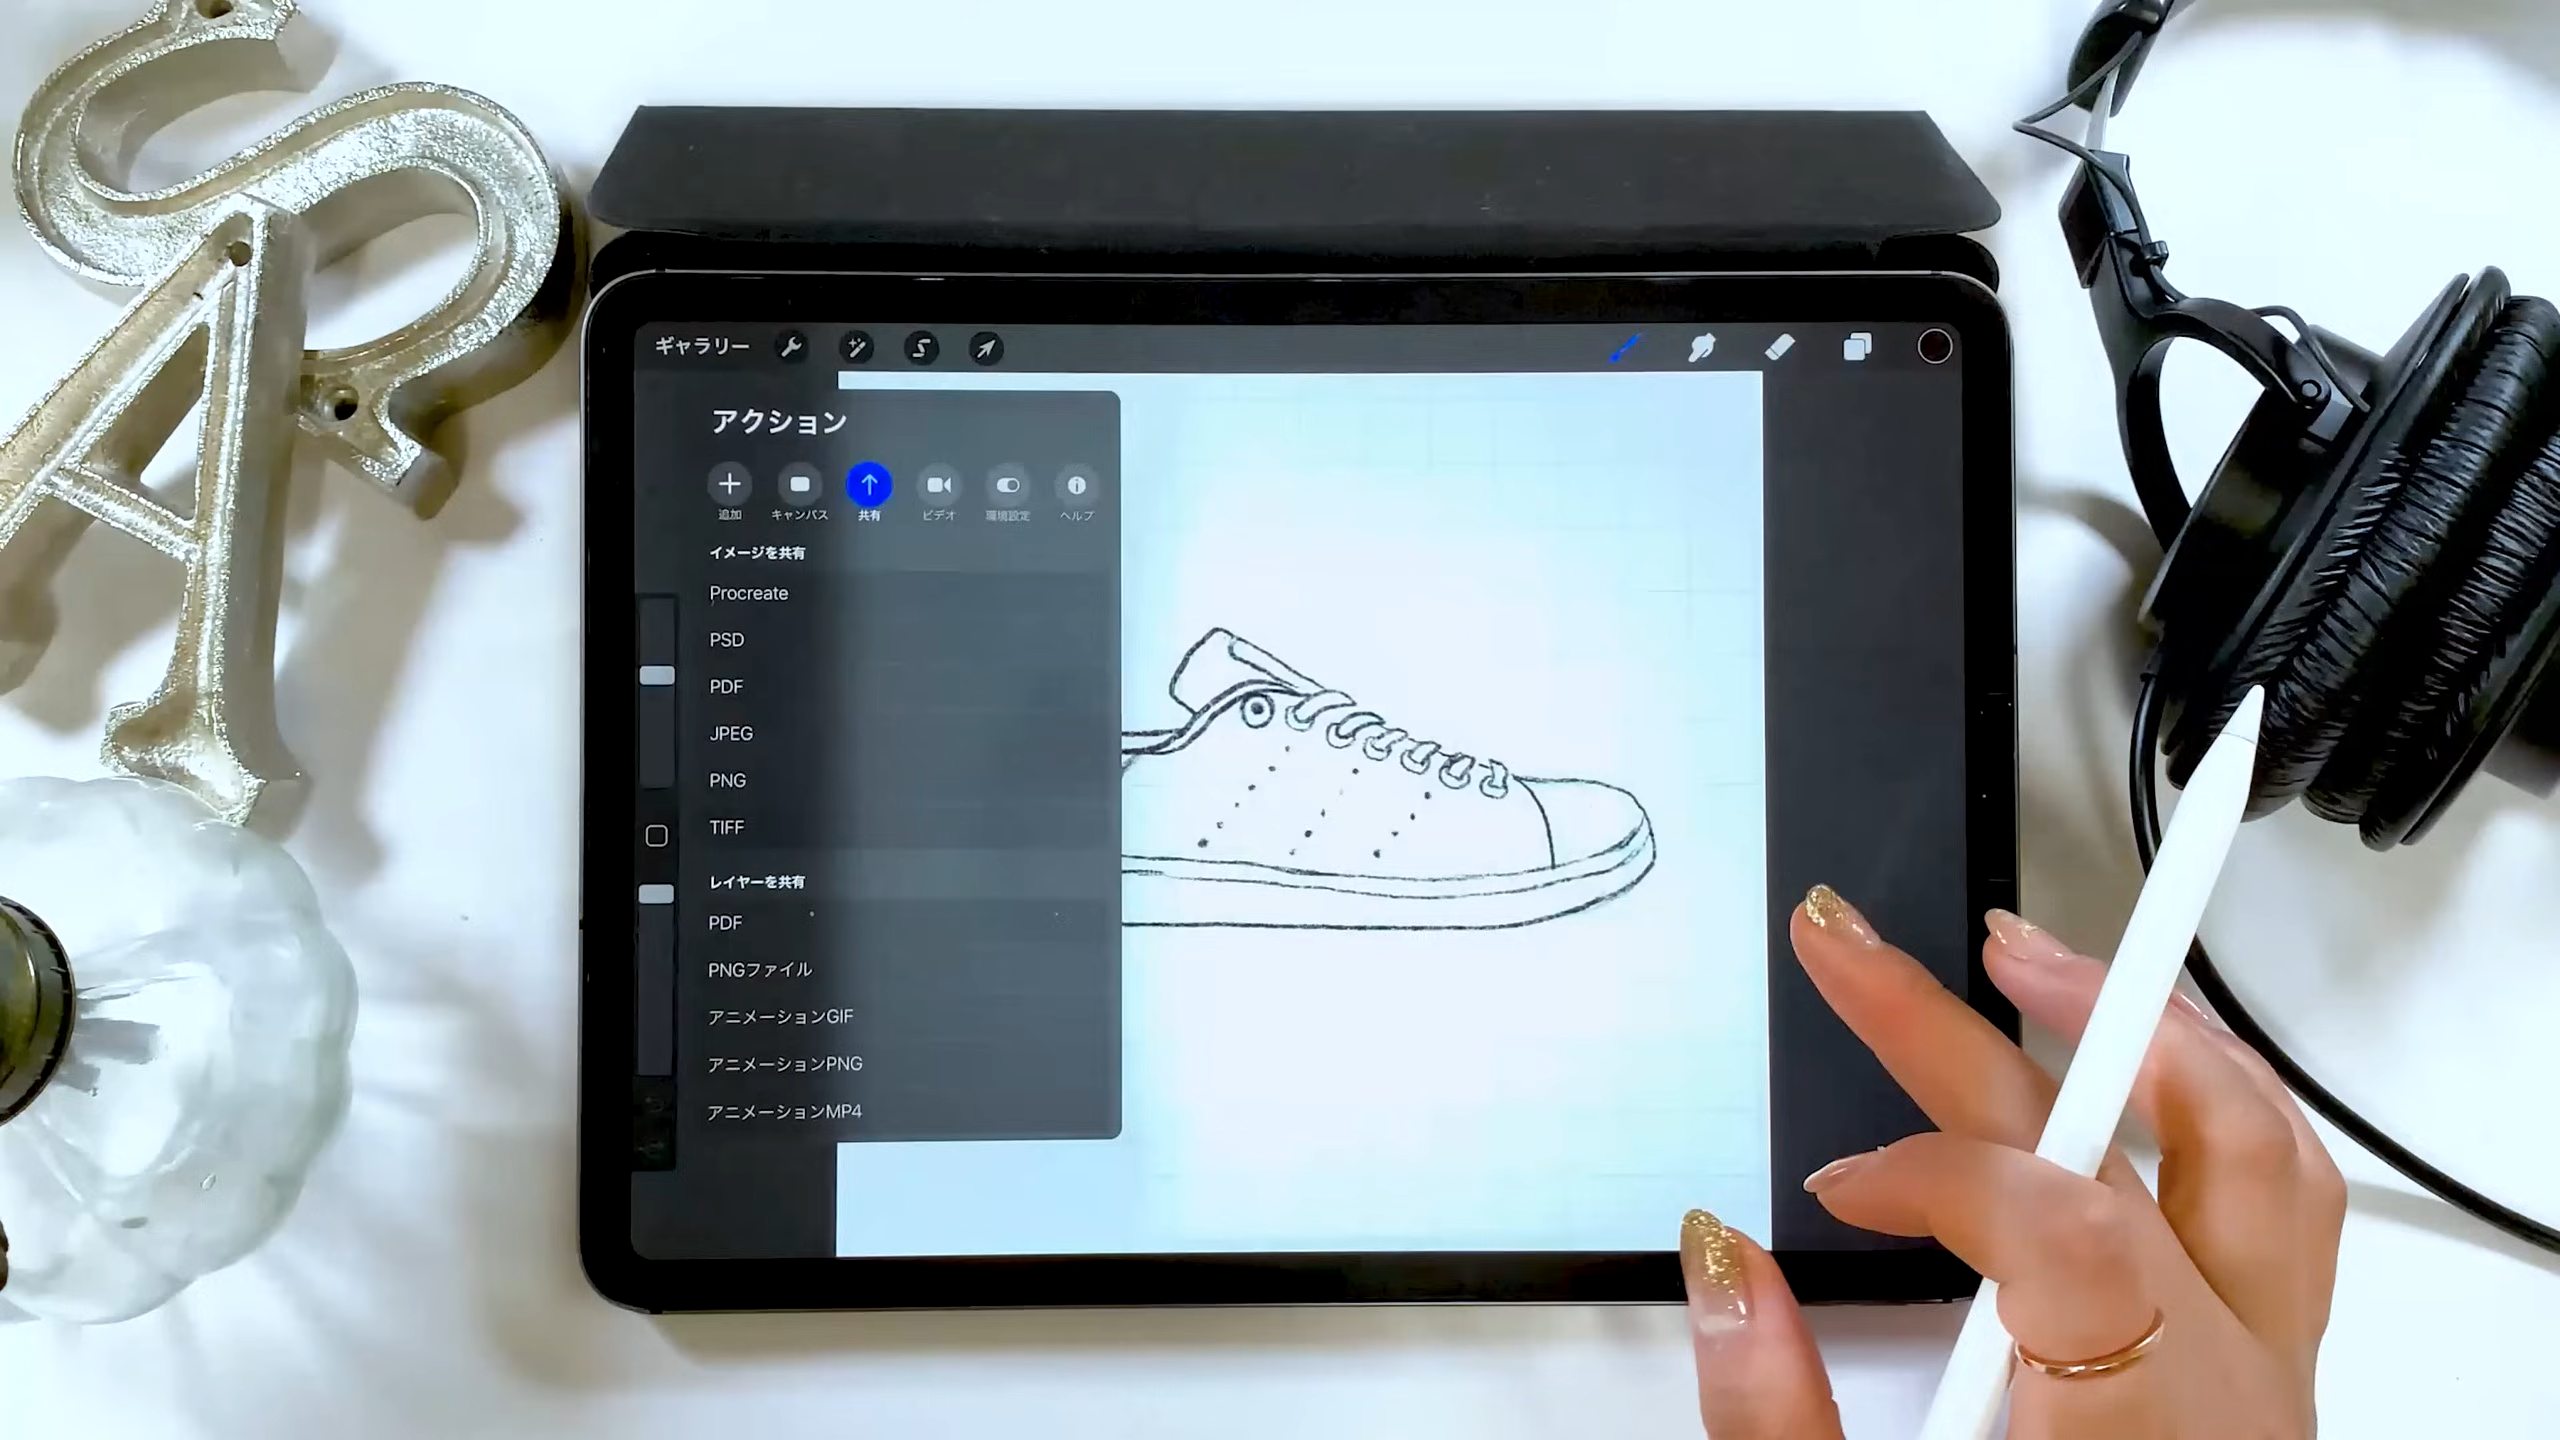 ギャラリー
アクション
追加
キャンバス
共有
ビデオ
環境設定
ヘルプ
イメージを共有
Procreate
PSD
PDF
JPEG
PNG
TIFF
レイヤーを共有
PDF
PNGファイル
アニメーションGIF
アニメーションPNG
アニメーションMP4